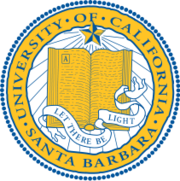 UNIVERSITY OF CALIFORNIA
SANTA BARBARA
A
LET THERE BE
LIGHT